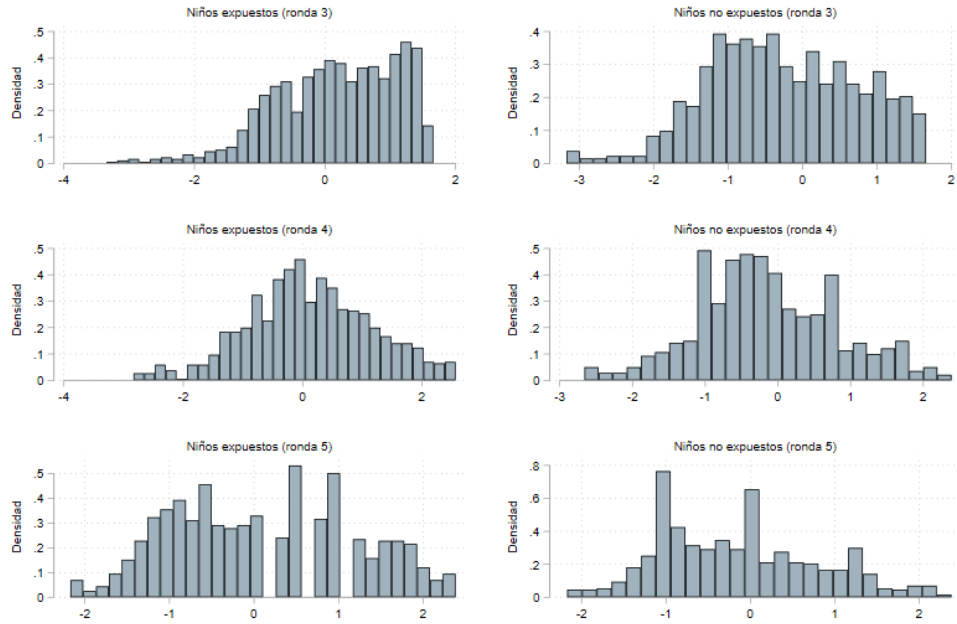 Niños expuestos (ronda 3)
Densidad
.5
.4
.3
.2
.1
0
-4 -2 0 2
Niños no expuestos (ronda 3)
Densidad
.4
.3
.2
.1
0
-3 -2 -1 0 1 2
Niños expuestos (ronda 4)
Densidad
.5
.4
.3
.2
.1
0
-4 -2 0 2
Niños no expuestos (ronda 4)
Densidad
.5
.4
.3
.2
.1
0
-3 -2 -1 0 1 2
Niños expuestos (ronda 5)
Densidad
.5
.4
.3
.2
.1
0
-2 -1 0 1 2
Niños no expuestos (ronda 5)
Densidad
.8
.6
.4
.2
0
-2 -1 0 1 2